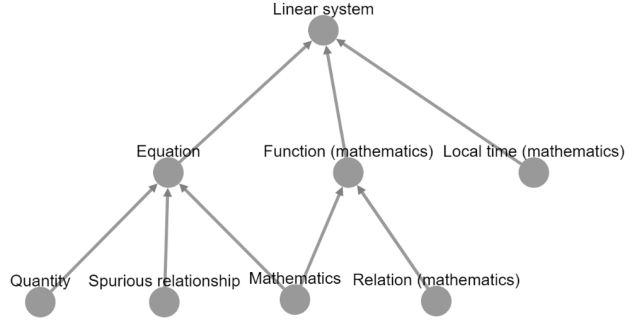 Linear system
Equation
Function (mathematics)
Local time (mathematics)
Quantity
Spurious relationship
Mathematics
Relation (mathematics)